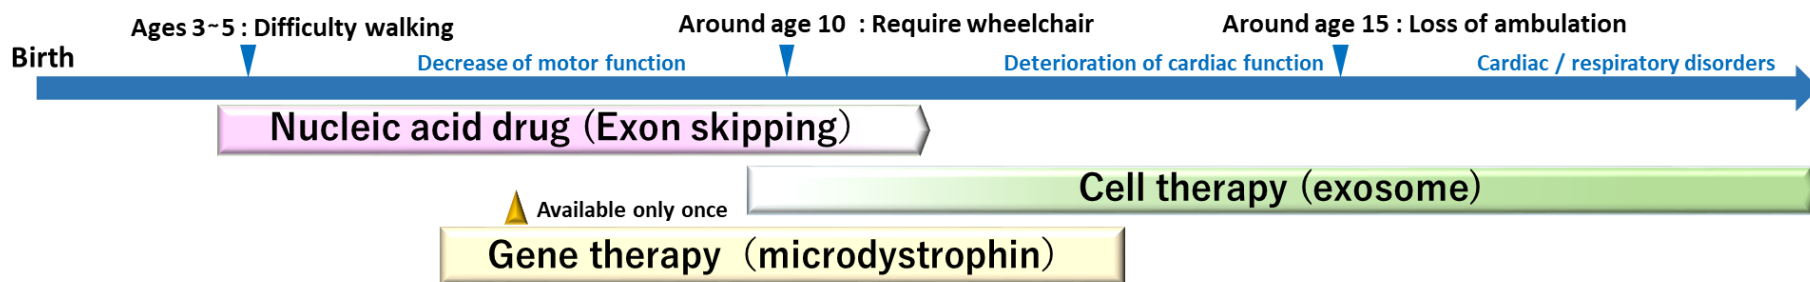 Ages 3~5 : Difficulty walking
Around age 10 : Require wheelchair
Around age 15 : Loss of ambulation
Birth
Decrease of motor function
Deterioration of cardiac function
Cardiac / respiratory disorders
Nucleic acid drug (Exon skipping)
Cell therapy (exosome)
Available only once
Gene therapy (microdystrophin)